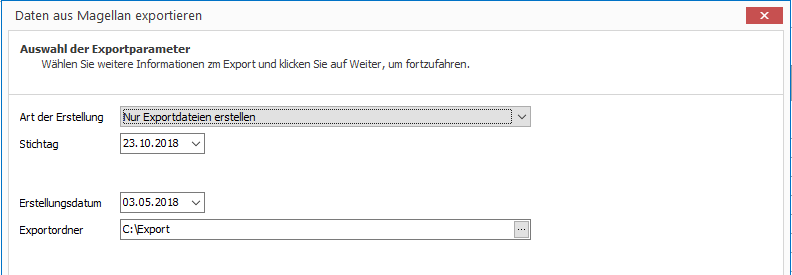 Daten aus Magellan exportieren
Auswahl der Exportparameter
Wählen Sie weitere Informationen zm Export und klicken Sie auf Weiter, um fortzufahren.
Art der Erstellung Nur Exportdateien erstellen
Stichtag 23.10.2018
Erstellungsdatum 03.05.2018
Exportordner C:\Export ...